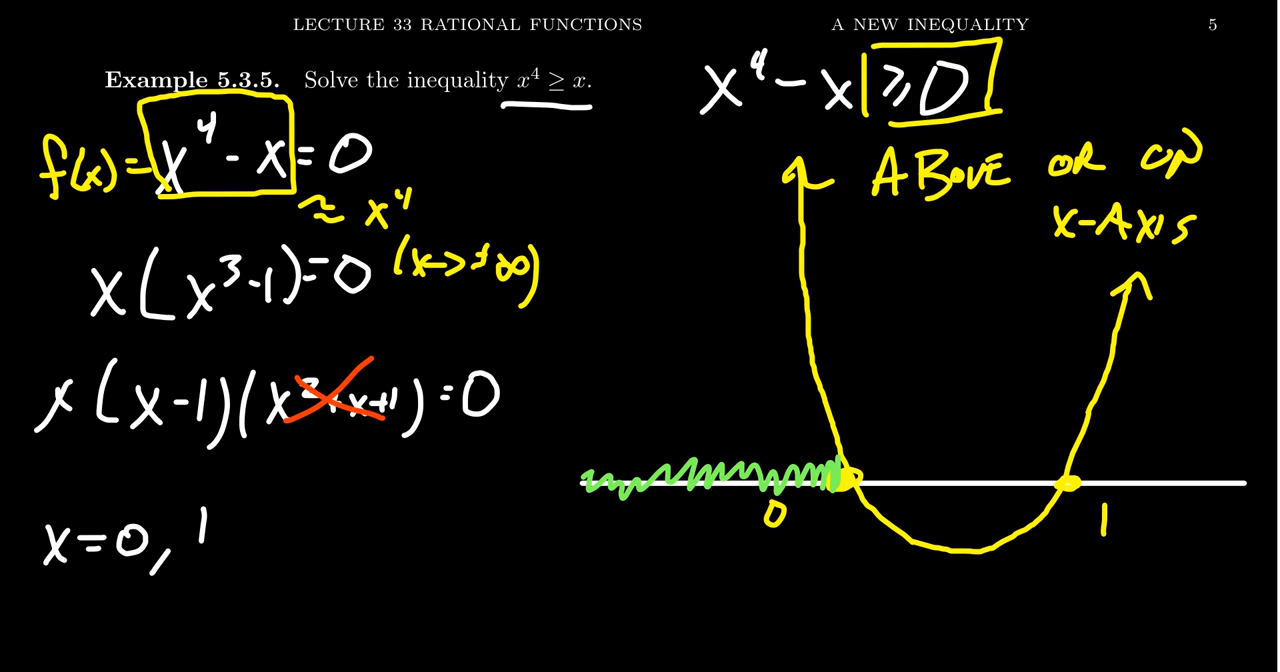 LECTURE 33 RATIONAL FUNCTIONS A NEW INEQUALITY 5
Example 5.3.5. Solve the inequality x⁴ ≥ x.
x⁴ - x ≥ 0
f(x) = x⁴ - x = 0
≈ x⁴
ABOVE OR ON
X-AXIS
x(x³-1) = 0 (x->±∞)
x(x-1)(x²+x+1) = 0
0 1
x = 0, 1